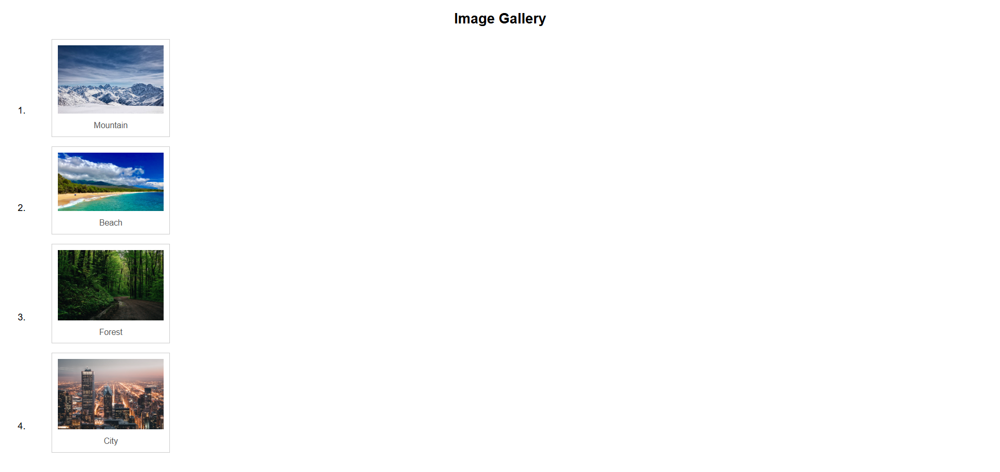 Image Gallery
1.
Mountain
2.
Beach
3.
Forest
4.
City